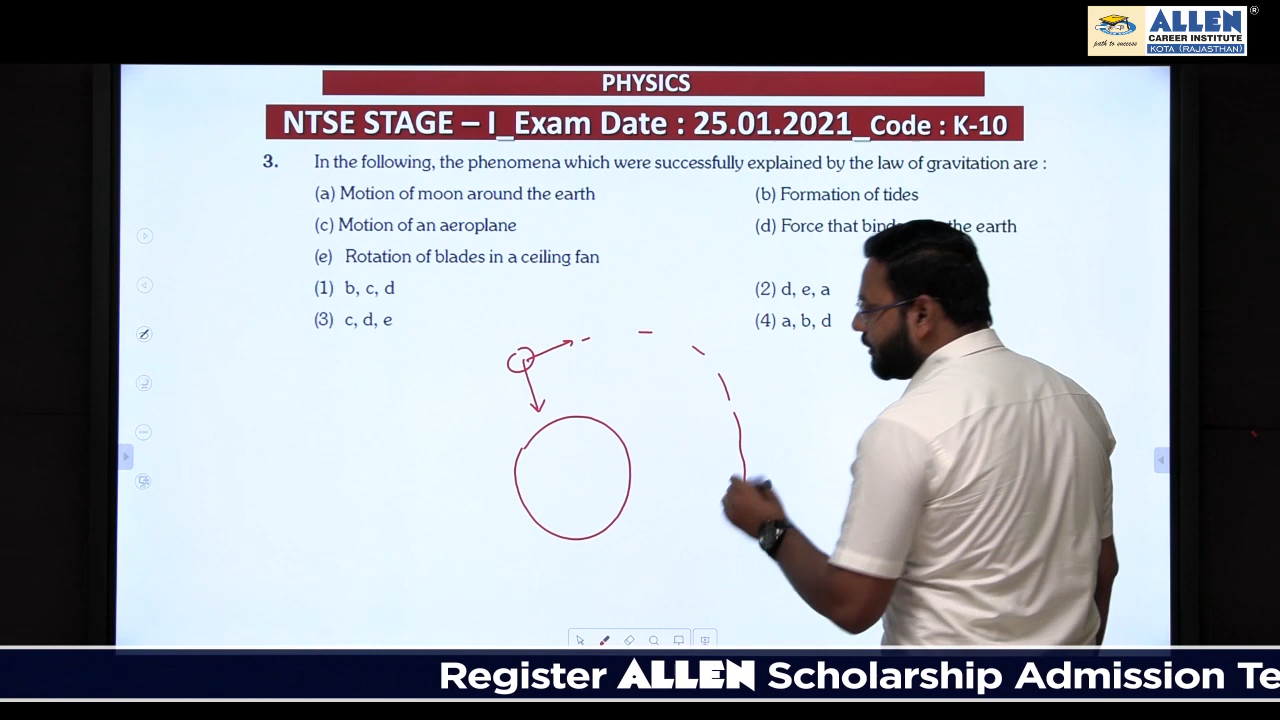 ALLEN
CAREER INSTITUTE
path to success
KOTA (RAJASTHAN)
®
PHYSICS
NTSE STAGE – I_Exam Date : 25.01.2021_Code : K-10
3. In the following, the phenomena which were successfully explained by the law of gravitation are :
(a) Motion of moon around the earth (b) Formation of tides
(c) Motion of an aeroplane (d) Force that the earth
(e) Rotation of blades in a ceiling fan
(1) b, c, d (2) d, e, a
(3) c, d, e (4) a, b, d
Register ALLEN Scholarship Admission Te